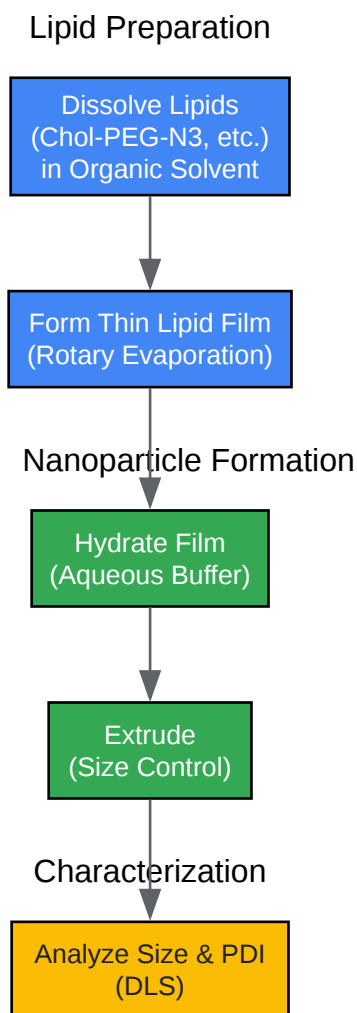 Lipid Preparation
Dissolve Lipids
(Chol-PEG-N3, etc.)
in Organic Solvent
Form Thin Lipid Film
(Rotary Evaporation)
Nanoparticle Formation
Hydrate Film
(Aqueous Buffer)
Extrude
(Size Control)
Characterization
Analyze Size & PDI
(DLS)